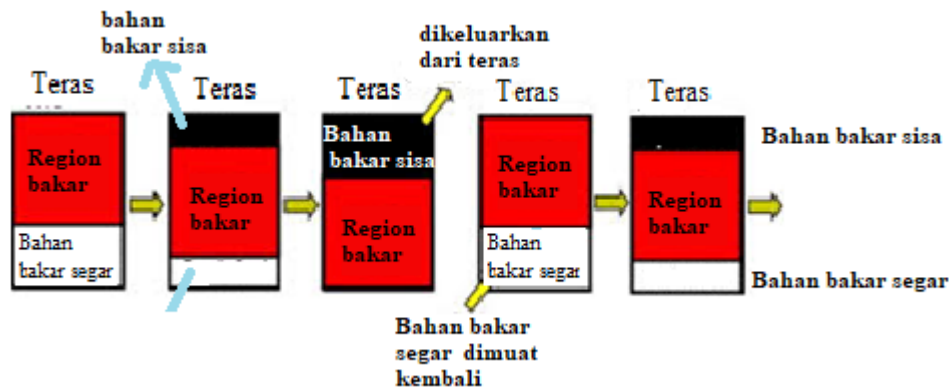 bahan
bakar sisa
dikeluarkan
dari teras
Teras
Teras
Teras
Teras
Teras
Region
bakar
Bahan
bakar segar
Region
bakar
Bahan
bakar sisa
Region
bakar
Region
bakar
Bahan
bakar segar
Region
bakar
Bahan bakar sisa
Bahan bakar segar
Bahan bakar
segar dimuat
kembali